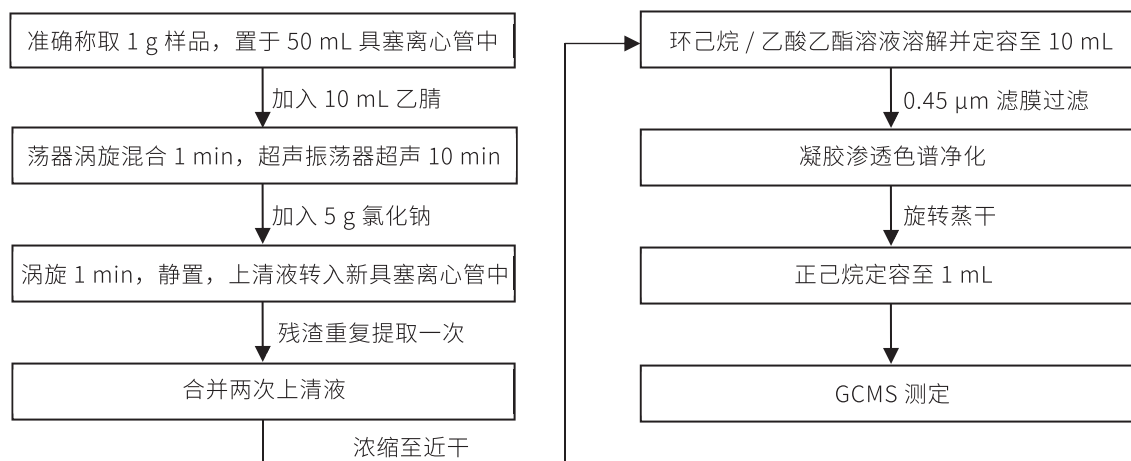 准确称取 1 g 样品，置于 50 mL 具塞离心管中
加入 10 mL 乙腈
荡器涡旋混合 1 min，超声振荡器超声 10 min
加入 5 g 氯化钠
涡旋 1 min，静置，上清液转入新具塞离心管中
残渣重复提取一次
合并两次上清液
浓缩至近干
环己烷 / 乙酸乙酯溶液溶解并定容至 10 mL
0.45 μm 滤膜过滤
凝胶渗透色谱净化
旋转蒸干
正己烷定容至 1 mL
GCMS 测定